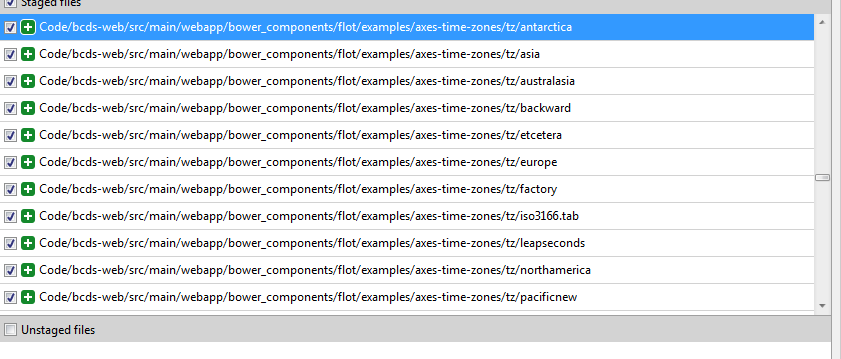 Staged files
Code/bcds-web/src/main/webapp/bower_components/flot/examples/axes-time-zones/tz/antarctica
Code/bcds-web/src/main/webapp/bower_components/flot/examples/axes-time-zones/tz/asia
Code/bcds-web/src/main/webapp/bower_components/flot/examples/axes-time-zones/tz/australasia
Code/bcds-web/src/main/webapp/bower_components/flot/examples/axes-time-zones/tz/backward
Code/bcds-web/src/main/webapp/bower_components/flot/examples/axes-time-zones/tz/etcetera
Code/bcds-web/src/main/webapp/bower_components/flot/examples/axes-time-zones/tz/europe
Code/bcds-web/src/main/webapp/bower_components/flot/examples/axes-time-zones/tz/factory
Code/bcds-web/src/main/webapp/bower_components/flot/examples/axes-time-zones/tz/iso3166.tab
Code/bcds-web/src/main/webapp/bower_components/flot/examples/axes-time-zones/tz/leapseconds
Code/bcds-web/src/main/webapp/bower_components/flot/examples/axes-time-zones/tz/northamerica
Code/bcds-web/src/main/webapp/bower_components/flot/examples/axes-time-zones/tz/pacificnew
Unstaged files